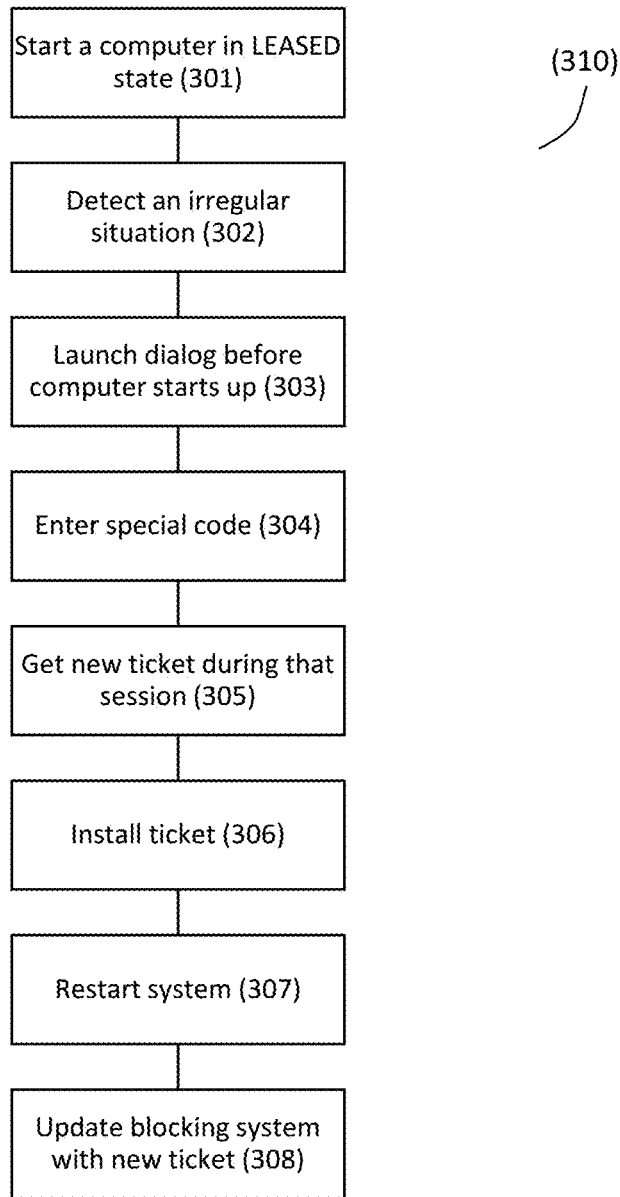 Start a computer in LEASED
state (301)
(310)
Detect an irregular
situation (302)
Launch dialog before
computer starts up (303)
Enter special code (304)
Get new ticket during that
session (305)
Install ticket (306)
Restart system (307)
Update blocking system
with new ticket (308)